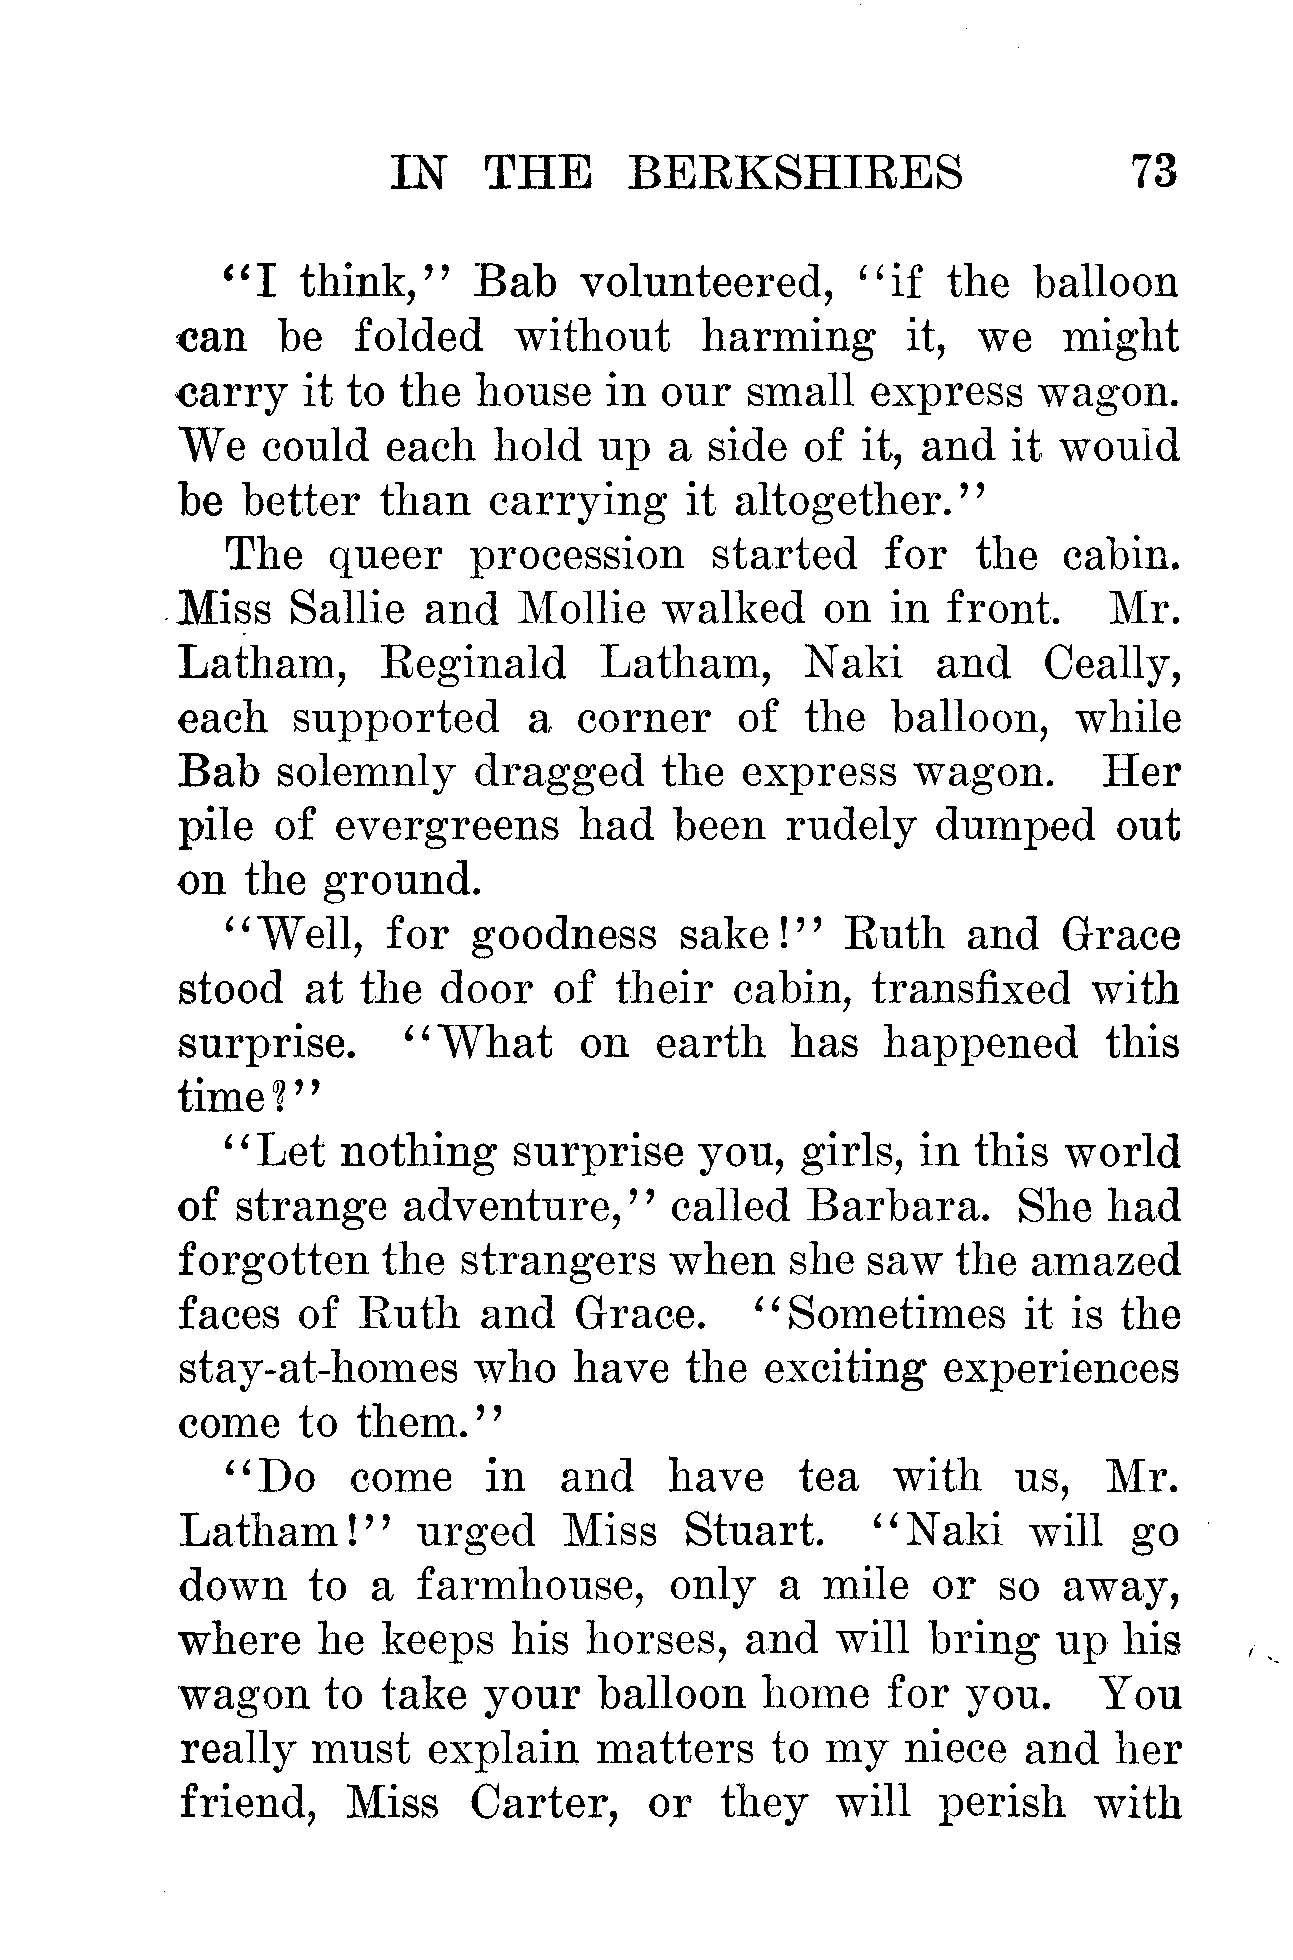 IN THE BERKSHIRES 73
"I think," Bab volunteered, "if the balloon
can be folded without harming it, we might
carry it to the house in our small express wagon.
We could each hold up a side of it, and it would
be better than carrying it altogether."
The queer procession started for the cabin.
Miss Sallie and Mollie walked on in front. Mr.
Latham, Reginald Latham, Naki and Ceally,
each supported a corner of the balloon, while
Bab solemnly dragged the express wagon. Her
pile of evergreens had been rudely dumped out
on the ground.
"Well, for goodness sake!" Ruth and Grace
stood at the door of their cabin, transfixed with
surprise. "What on earth has happened this
time?"
"Let nothing surprise you, girls, in this world
of strange adventure," called Barbara. She had
forgotten the strangers when she saw the amazed
faces of Ruth and Grace. "Sometimes it is the
stay-at-homes who have the exciting experiences
come to them."
"Do come in and have tea with us, Mr.
Latham!" urged Miss Stuart. "Naki will go
down to a farmhouse, only a mile or so away,
where he keeps his horses, and will bring up his
wagon to take your balloon home for you. You
really must explain matters to my niece and her
friend, Miss Carter, or they will perish with